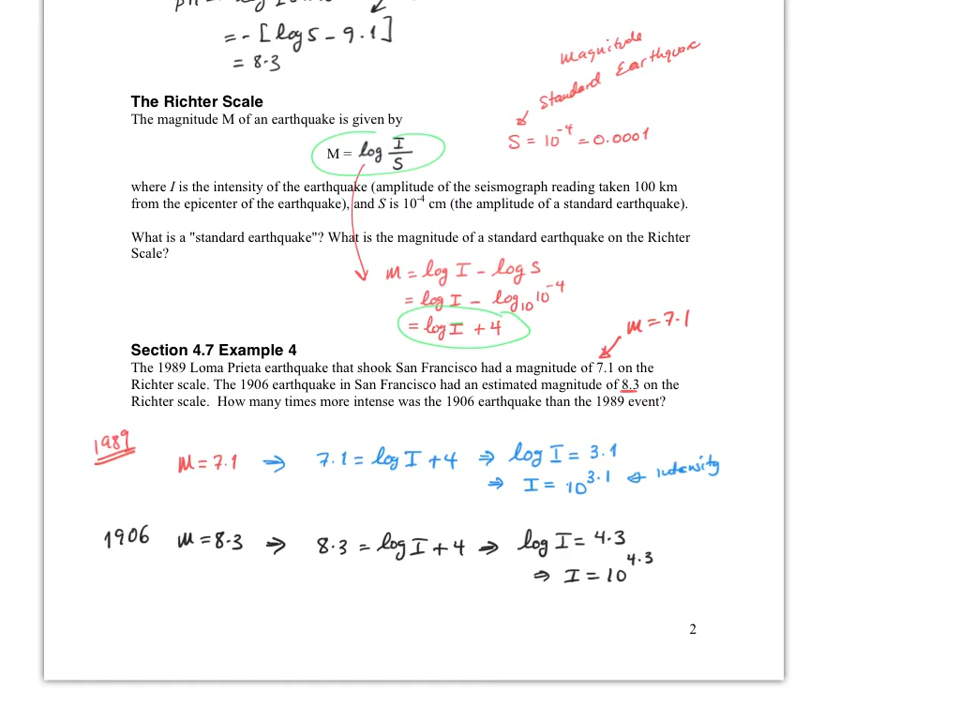 = - [log 5 - 9.1]
= 8.3
magnitude
Standard Earthquake
S = 10^-4 = 0.0001
The Richter Scale
The magnitude M of an earthquake is given by
M = log I/S
where I is the intensity of the earthquake (amplitude of the seismograph reading taken 100 km
from the epicenter of the earthquake), and S is 10^-4 cm (the amplitude of a standard earthquake).
What is a "standard earthquake"? What is the magnitude of a standard earthquake on the Richter
Scale?
M = log I - log S
= log I - log10 10^-4
= log I + 4
M = 7.1
Section 4.7 Example 4
The 1989 Loma Prieta earthquake that shook San Francisco had a magnitude of 7.1 on the
Richter scale. The 1906 earthquake in San Francisco had an estimated magnitude of 8.3 on the
Richter scale. How many times more intense was the 1906 earthquake than the 1989 event?
1989 M = 7.1 ⇒ 7.1 = log I + 4 ⇒ log I = 3.1
⇒ I = 10^3.1 ← Intensity
1906 M = 8.3 ⇒ 8.3 = log I + 4 ⇒ log I = 4.3
⇒ I = 10^4.3
2